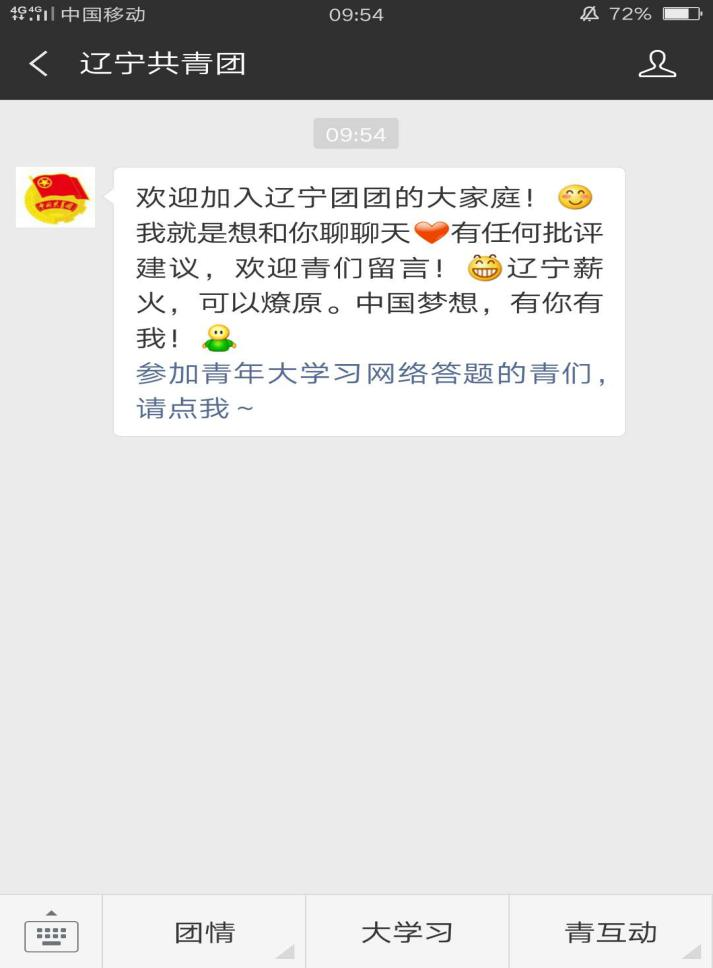 4G 4G 中国移动 09:54 72%
辽宁共青团
09:54
欢迎加入辽宁团团的大家庭！😊
我就是想和你聊聊天❤有任何批评
建议，欢迎青们留言！😁辽宁薪
火，可以燎原。中国梦想，有你有
我！
参加青年大学习网络答题的青们，
请点我～
团情 大学习 青互动